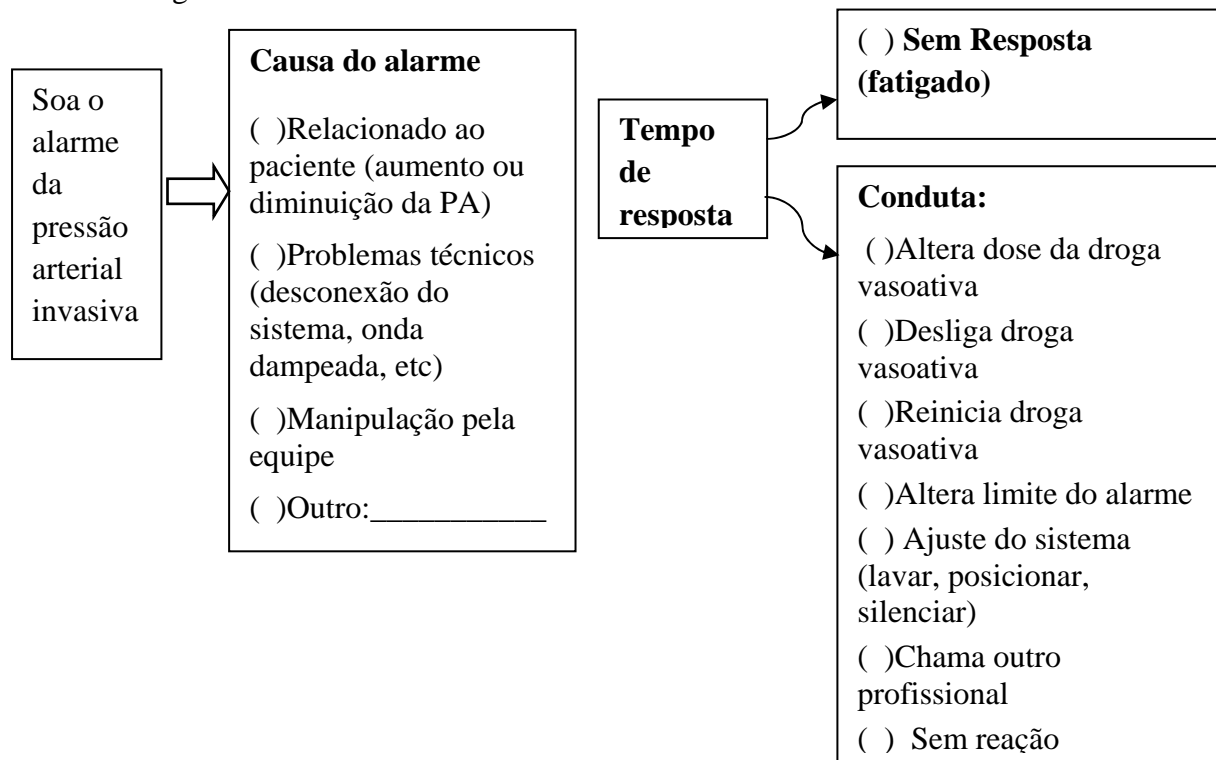 Soa o
alarme
da
pressão
arterial
invasiva
Causa do alarme
( )Relacionado ao
paciente (aumento ou
diminuição da PA)
( )Problemas técnicos
(desconexão do
sistema, onda
dampeada, etc)
( )Manipulação pela
equipe
( )Outro:___________
Tempo
de
resposta
( ) Sem Resposta
(fatigado)
Conduta:
( )Altera dose da droga
vasoativa
( )Desliga droga
vasoativa
( )Reinicia droga
vasoativa
( )Altera limite do alarme
( ) Ajuste do sistema
(lavar, posicionar,
silenciar)
( )Chama outro
profissional
( ) Sem reação